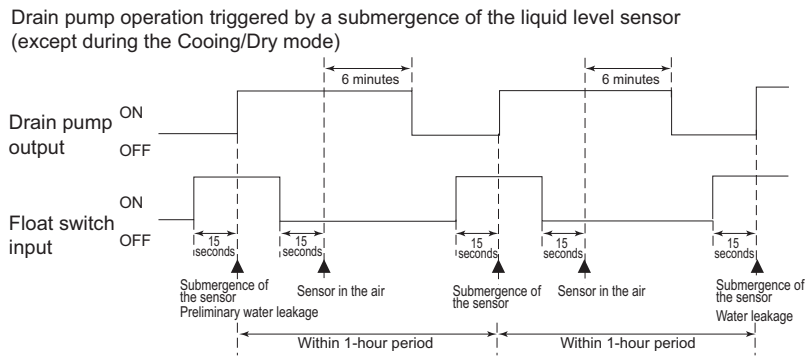 Drain pump operation triggered by a submergence of the liquid level sensor
(except during the Cooing/Dry mode)
6 minutes
6 minutes
Drain pump
output
ON
OFF
Float switch
input
ON
OFF
15
seconds
15
seconds
15
seconds
15
seconds
15
seconds
Submergence of
the sensor
Preliminary water leakage
Sensor in the air
Submergence of
the sensor
Sensor in the air
Submergence of
the sensor
Water leakage
Within 1-hour period
Within 1-hour period